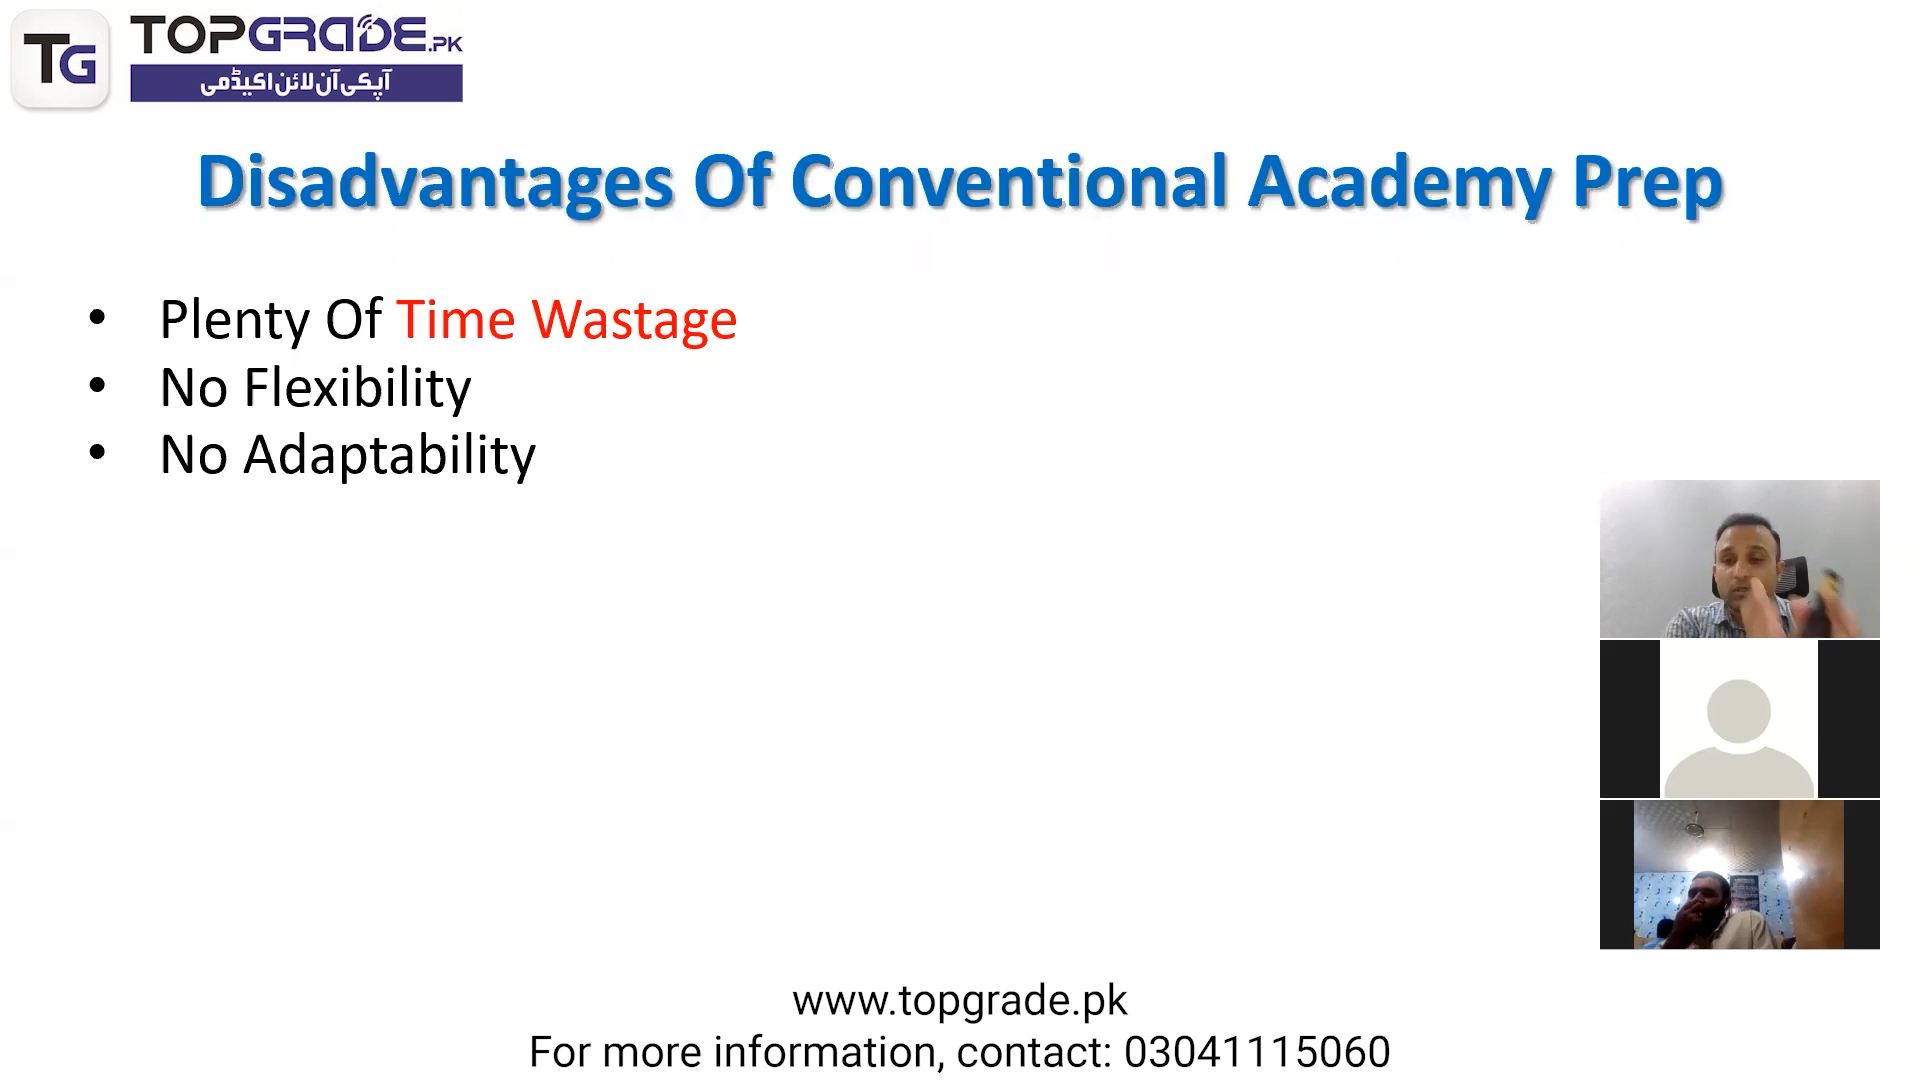 TG
TOPGRADE.PK
آپکی آن لائن اکیڈمی
Disadvantages Of Conventional Academy Prep
• Plenty Of Time Wastage
• No Flexibility
• No Adaptability
www.topgrade.pk
For more information, contact: 03041115060